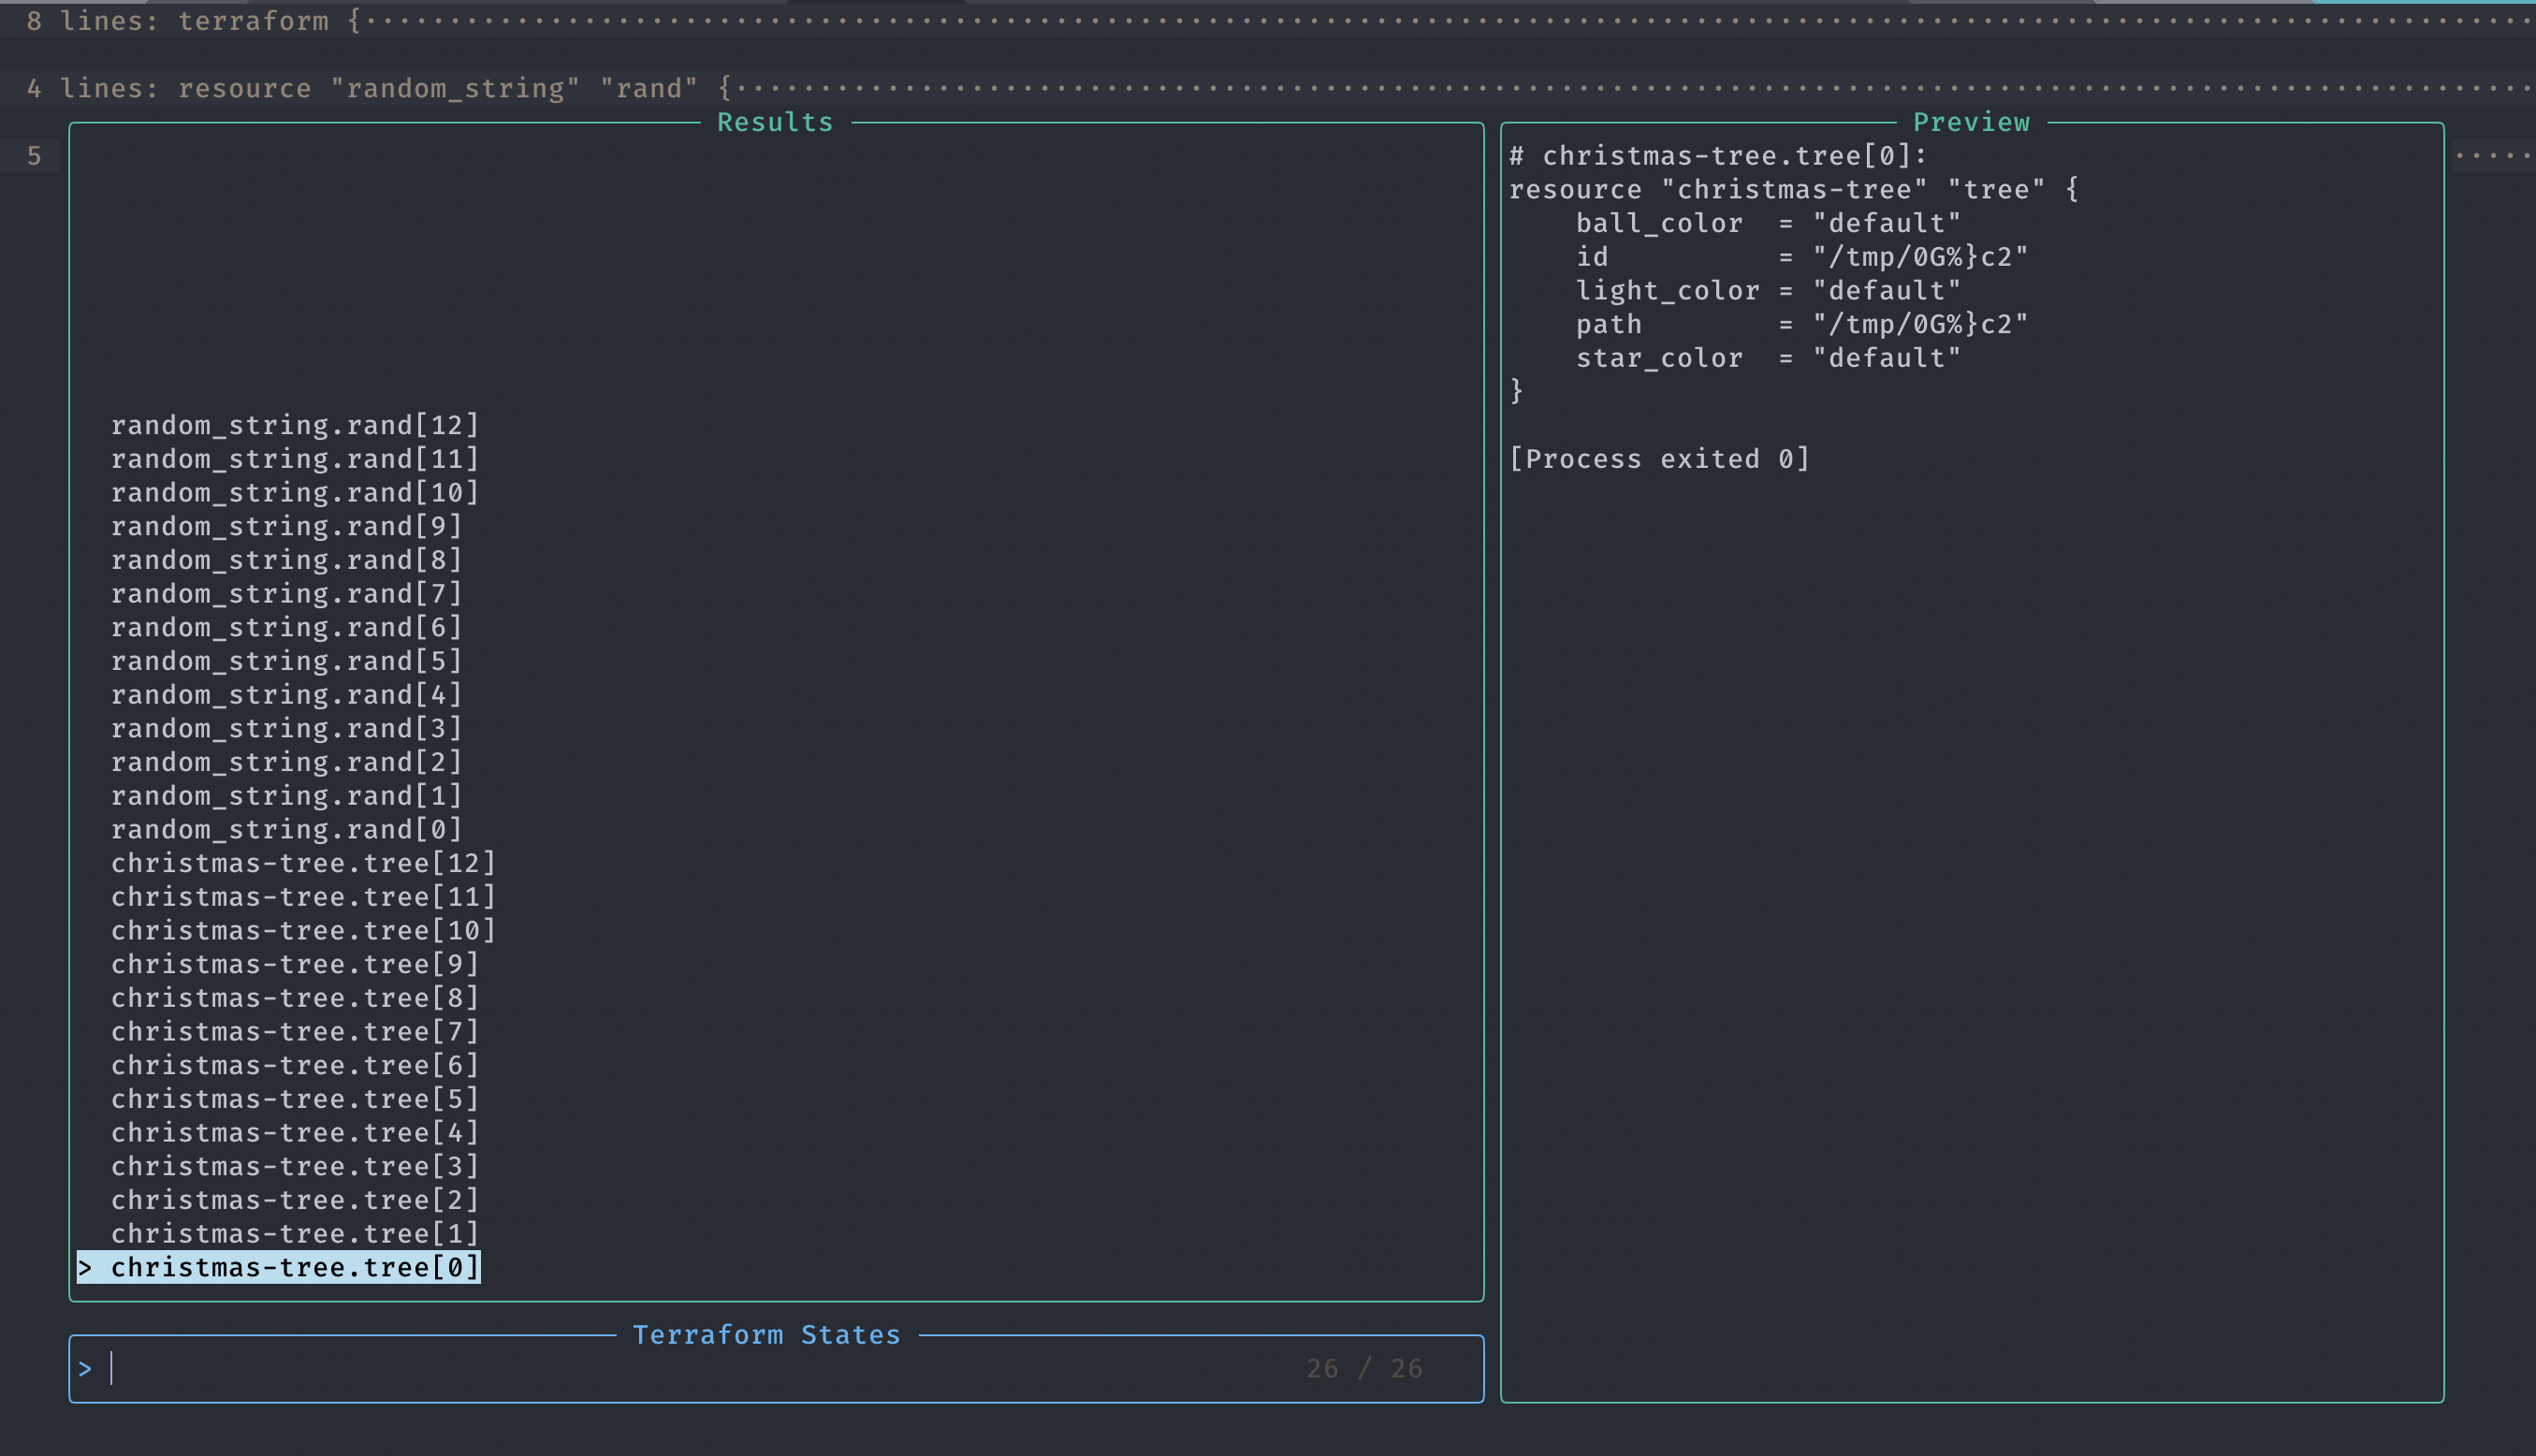 8 lines: terraform {
4 lines: resource "random_string" "rand" {
5
Results
random_string.rand[12]
random_string.rand[11]
random_string.rand[10]
random_string.rand[9]
random_string.rand[8]
random_string.rand[7]
random_string.rand[6]
random_string.rand[5]
random_string.rand[4]
random_string.rand[3]
random_string.rand[2]
random_string.rand[1]
random_string.rand[0]
christmas-tree.tree[12]
christmas-tree.tree[11]
christmas-tree.tree[10]
christmas-tree.tree[9]
christmas-tree.tree[8]
christmas-tree.tree[7]
christmas-tree.tree[6]
christmas-tree.tree[5]
christmas-tree.tree[4]
christmas-tree.tree[3]
christmas-tree.tree[2]
christmas-tree.tree[1]
> christmas-tree.tree[0]
Terraform States
> 26 / 26
Preview
# christmas-tree.tree[0]:
resource "christmas-tree" "tree" {
    ball_color  = "default"
    id          = "/tmp/0G%}c2"
    light_color = "default"
    path        = "/tmp/0G%}c2"
    star_color  = "default"
}
[Process exited 0]